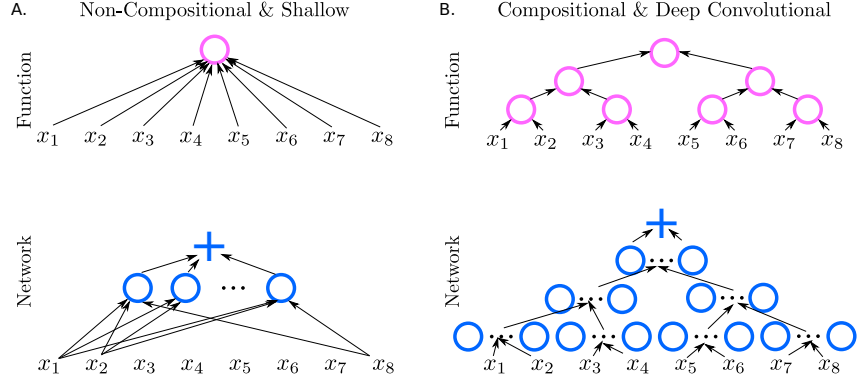 A. Non-Compositional & Shallow
B. Compositional & Deep Convolutional
Function
x₁ x₂ x₃ x₄ x₅ x₆ x₇ x₈
Function
x₁ x₂ x₃ x₄ x₅ x₆ x₇ x₈
Network
+
...
x₁ x₂ x₃ x₄ x₅ x₆ x₇ x₈
Network
+
...
... ...
... ... ... ...
x₁ x₂ x₃ x₄ x₅ x₆ x₇ x₈